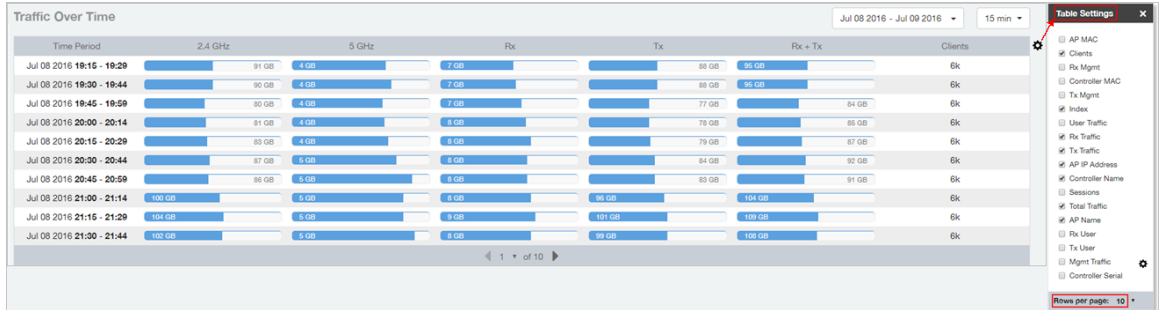 Traffic Over Time
Jul 08 2016 - Jul 09 2016
15 min
Time Period 2.4 GHz 5 GHz Rx Tx Rx + Tx Clients
Jul 08 2016 19:15 - 19:29 91 GB 4 GB 7 GB 88 GB 95 GB 6k
Jul 08 2016 19:30 - 19:44 90 GB 4 GB 7 GB 88 GB 95 GB 6k
Jul 08 2016 19:45 - 19:59 80 GB 4 GB 7 GB 77 GB 84 GB 6k
Jul 08 2016 20:00 - 20:14 81 GB 4 GB 8 GB 78 GB 86 GB 6k
Jul 08 2016 20:15 - 20:29 83 GB 4 GB 8 GB 79 GB 87 GB 6k
Jul 08 2016 20:30 - 20:44 87 GB 5 GB 8 GB 84 GB 92 GB 6k
Jul 08 2016 20:45 - 20:59 86 GB 5 GB 8 GB 83 GB 91 GB 6k
Jul 08 2016 21:00 - 21:14 100 GB 5 GB 8 GB 96 GB 104 GB 6k
Jul 08 2016 21:15 - 21:29 104 GB 5 GB 9 GB 101 GB 109 GB 6k
Jul 08 2016 21:30 - 21:44 102 GB 5 GB 8 GB 99 GB 108 GB 6k
1 of 10
Table Settings
AP MAC
Clients
Rx Mgmt
Controller MAC
Tx Mgmt
Index
User Traffic
Rx Traffic
Tx Traffic
AP IP Address
Controller Name
Sessions
Total Traffic
AP Name
Rx User
Tx User
Mgmt Traffic
Controller Serial
Rows per page: 10